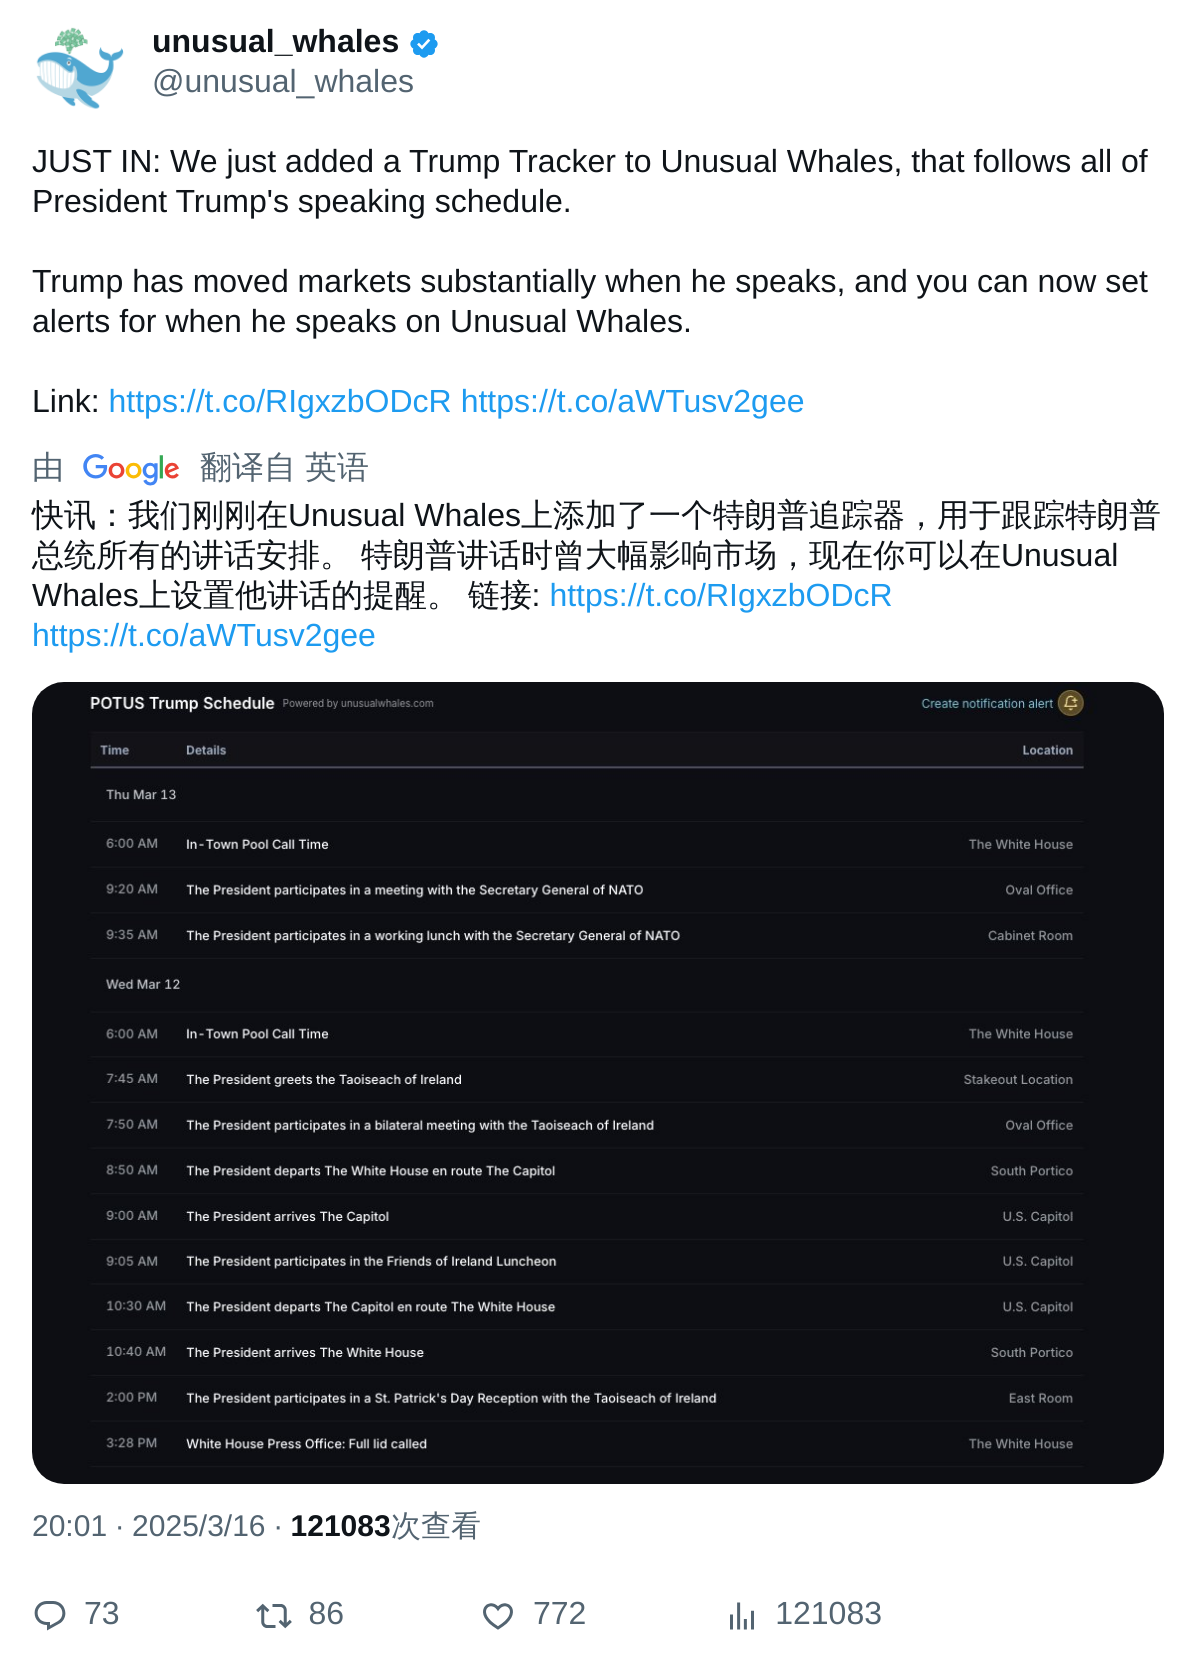 unusual_whales
@unusual_whales
JUST IN: We just added a Trump Tracker to Unusual Whales, that follows all of
President Trump's speaking schedule.
Trump has moved markets substantially when he speaks, and you can now set
alerts for when he speaks on Unusual Whales.
Link: https://t.co/RIgxzbODcR https://t.co/aWTusv2gee
由 Google 翻译自 英语
快讯：我们刚刚在Unusual Whales上添加了一个特朗普追踪器，用于跟踪特朗普
总统所有的讲话安排。 特朗普讲话时曾大幅影响市场，现在你可以在Unusual
Whales上设置他讲话的提醒。 链接: https://t.co/RIgxzbODcR
https://t.co/aWTusv2gee
POTUS Trump Schedule Powered by unusualwhales.com Create notification alert
Time Details Location
Thu Mar 13
6:00 AM In-Town Pool Call Time The White House
9:20 AM The President participates in a meeting with the Secretary General of NATO Oval Office
9:35 AM The President participates in a working lunch with the Secretary General of NATO Cabinet Room
Wed Mar 12
6:00 AM In-Town Pool Call Time The White House
7:45 AM The President greets the Taoiseach of Ireland Stakeout Location
7:50 AM The President participates in a bilateral meeting with the Taoiseach of Ireland Oval Office
8:50 AM The President departs The White House en route The Capitol South Portico
9:00 AM The President arrives The Capitol U.S. Capitol
9:05 AM The President participates in the Friends of Ireland Luncheon U.S. Capitol
10:30 AM The President departs The Capitol en route The White House U.S. Capitol
10:40 AM The President arrives The White House South Portico
2:00 PM The President participates in a St. Patrick's Day Reception with the Taoiseach of Ireland East Room
3:28 PM White House Press Office: Full lid called The White House
20:01 · 2025/3/16 · 121083次查看
73 86 772 121083